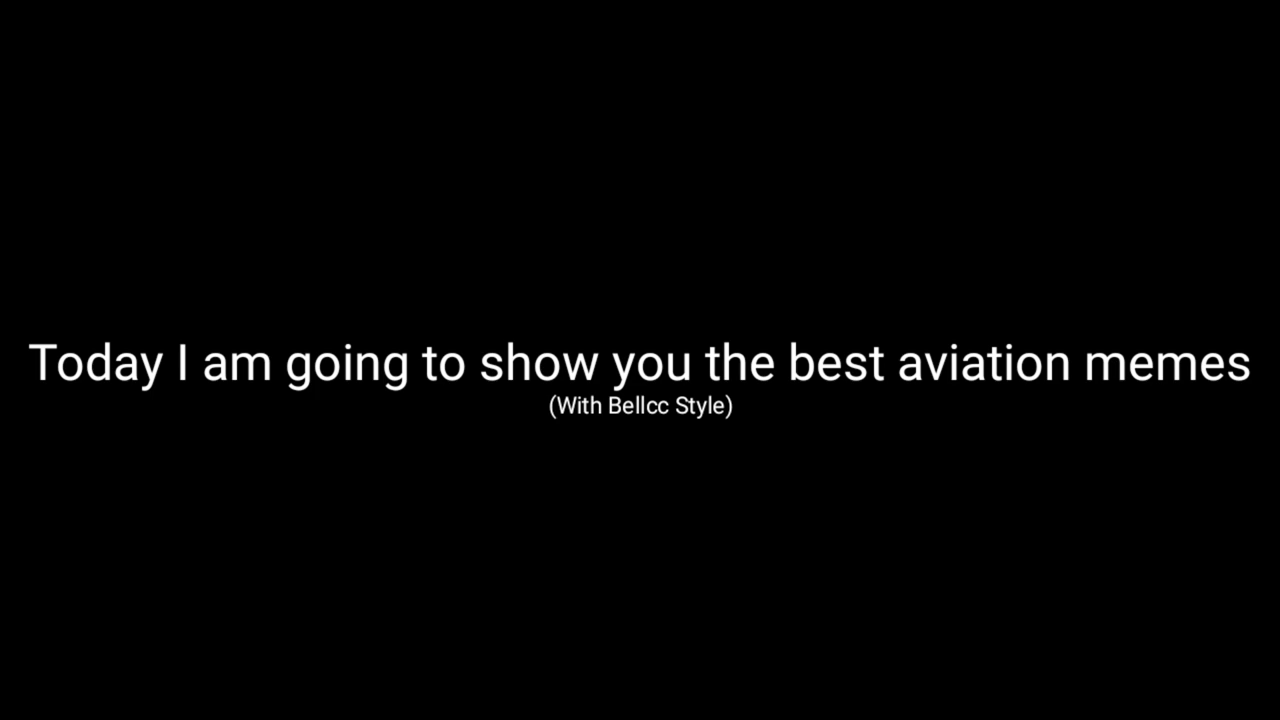 Today I am going to show you the best aviation memes
(With Bellcc Style)